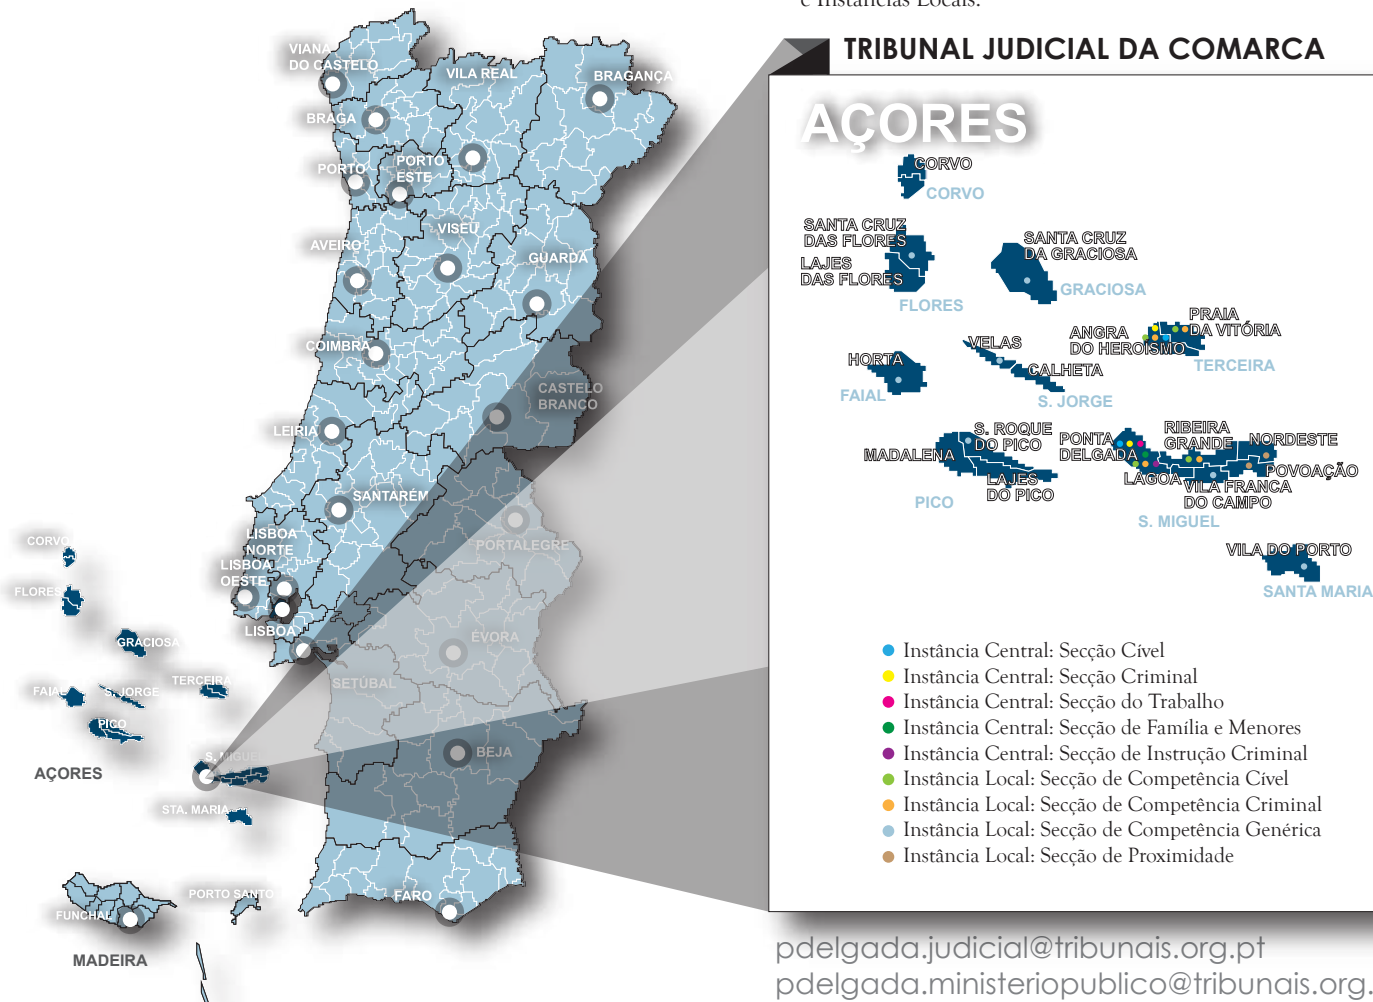 e Instâncias Locais.
TRIBUNAL JUDICIAL DA COMARCA
AÇORES
CORVO
CORVO
SANTA CRUZ
DAS FLORES
LAJES
DAS FLORES
FLORES
SANTA CRUZ
DA GRACIOSA
GRACIOSA
PRAIA
DA VITÓRIA
ANGRA
DO HEROÍSMO
TERCEIRA
HORTA
FAIAL
VELAS
CALHETA
S. JORGE
S. ROQUE
DO PICO
MADALENA
LAJES
DO PICO
PICO
PONTA
DELGADA
RIBEIRA
GRANDE
NORDESTE
LAGOA
POVOAÇÃO
VILA FRANCA
DO CAMPO
S. MIGUEL
VILA DO PORTO
SANTA MARIA
Instância Central: Secção Cível
Instância Central: Secção Criminal
Instância Central: Secção do Trabalho
Instância Central: Secção de Família e Menores
Instância Central: Secção de Instrução Criminal
Instância Local: Secção de Competência Cível
Instância Local: Secção de Competência Criminal
Instância Local: Secção de Competência Genérica
Instância Local: Secção de Proximidade
pdelgada.judicial@tribunais.org.pt
pdelgada.ministeriopublico@tribunais.org.
VIANA
DO CASTELO
VILA REAL
BRAGANÇA
BRAGA
PORTO
PORTO
ESTE
VISEU
AVEIRO
GUARDA
COIMBRA
CASTELO
BRANCO
LEIRIA
SANTARÉM
LISBOA
NORTE
LISBOA
OESTE
LISBOA
PORTALEGRE
ÉVORA
SETÚBAL
BEJA
FARO
CORVO
FLORES
GRACIOSA
TERCEIRA
FAIAL
S. JORGE
PICO
S. MIGUEL
AÇORES
STA. MARIA
PORTO SANTO
FUNCHAL
MADEIRA